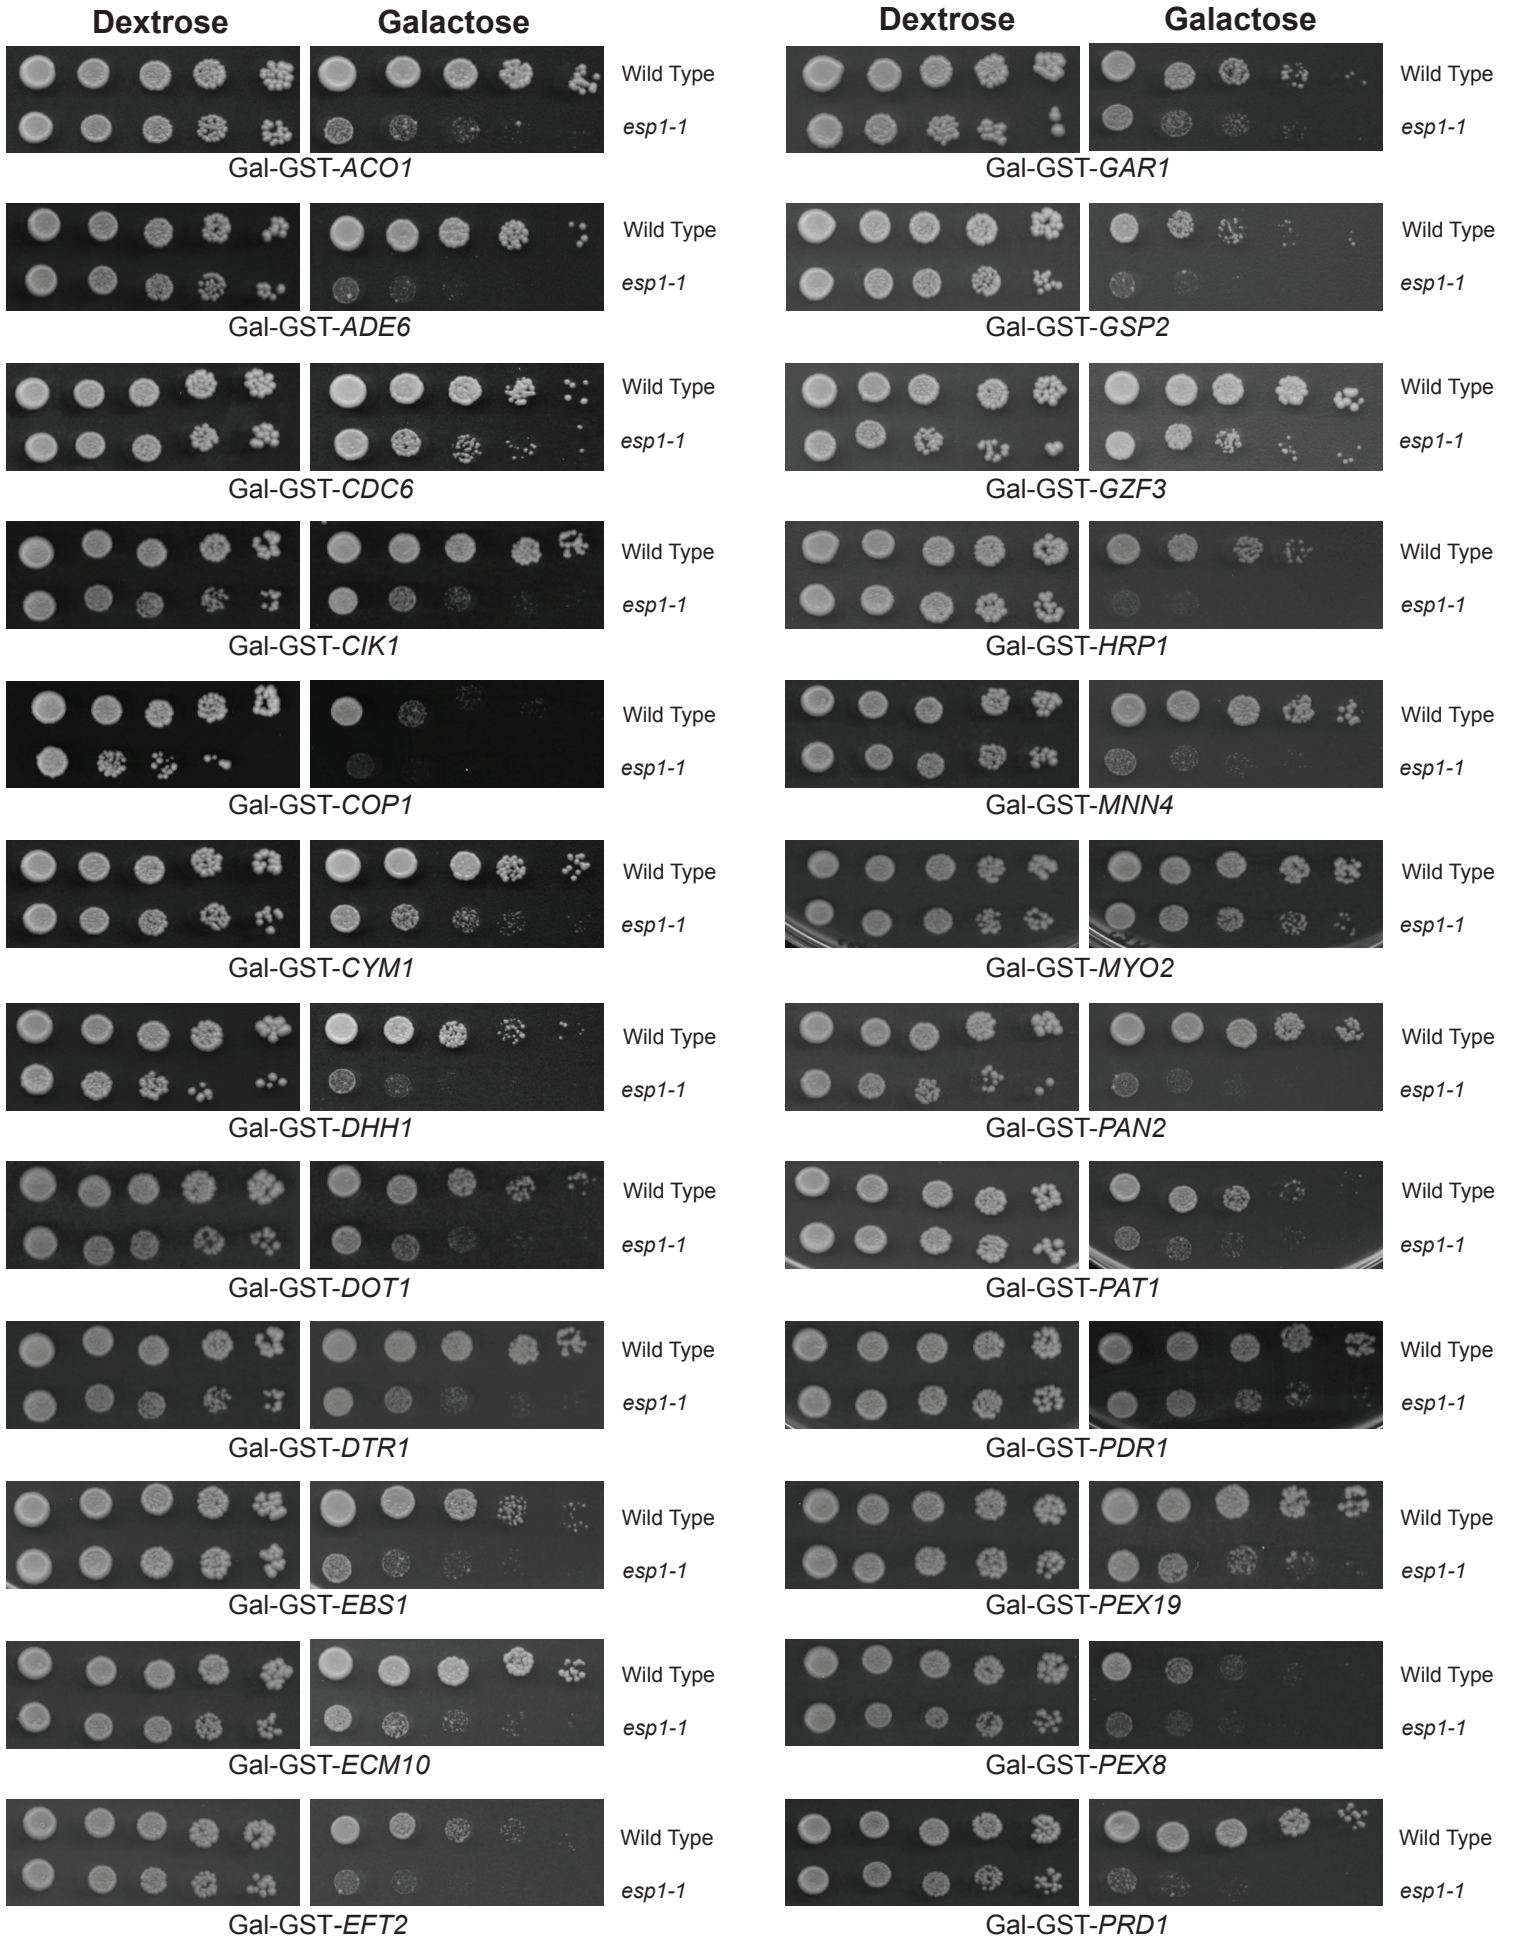 Dextrose Galactose
Wild Type
esp1-1
Gal-GST-ACO1
Wild Type
esp1-1
Gal-GST-ADE6
Wild Type
esp1-1
Gal-GST-CDC6
Wild Type
esp1-1
Gal-GST-CIK1
Wild Type
esp1-1
Gal-GST-COP1
Wild Type
esp1-1
Gal-GST-CYM1
Wild Type
esp1-1
Gal-GST-DHH1
Wild Type
esp1-1
Gal-GST-DOT1
Wild Type
esp1-1
Gal-GST-DTR1
Wild Type
esp1-1
Gal-GST-EBS1
Wild Type
esp1-1
Gal-GST-ECM10
Wild Type
esp1-1
Gal-GST-EFT2
Dextrose Galactose
Wild Type
esp1-1
Gal-GST-GAR1
Wild Type
esp1-1
Gal-GST-GSP2
Wild Type
esp1-1
Gal-GST-GZF3
Wild Type
esp1-1
Gal-GST-HRP1
Wild Type
esp1-1
Gal-GST-MNN4
Wild Type
esp1-1
Gal-GST-MYO2
Wild Type
esp1-1
Gal-GST-PAN2
Wild Type
esp1-1
Gal-GST-PAT1
Wild Type
esp1-1
Gal-GST-PDR1
Wild Type
esp1-1
Gal-GST-PEX19
Wild Type
esp1-1
Gal-GST-PEX8
Wild Type
esp1-1
Gal-GST-PRD1